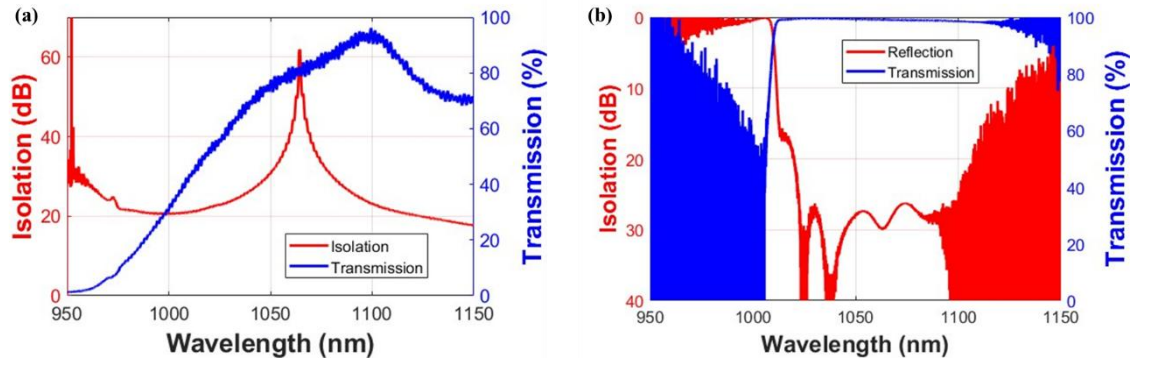 (a)
Isolation (dB)
60
40
20
0
100
80
60
40
20
0
Transmission (%)
Isolation
Transmission
950
1000
1050
1100
1150
Wavelength (nm)
(b)
Isolation (dB)
0
10
20
30
40
100
80
60
40
20
0
Transmission (%)
Reflection
Transmission
950
1000
1050
1100
1150
Wavelength (nm)